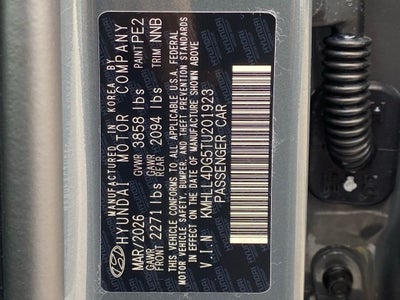 MANUFACTURED IN KOREA BY
HYUNDAI MOTOR COMPANY PAINT PE2
MAR/2026 GVWR 3858 lbs TRIM NNB
GAWR FRONT 2271 lbs GAWR REAR 2094 lbs
THIS VEHICLE CONFORMS TO ALL APPLICABLE U.S.A. FEDERAL
MOTOR VEHICLE SAFETY, BUMPER, AND THEFT PREVENTION STANDARDS
IN EFFECT ON THE DATE OF MANUFACTURE SHOWN ABOVE
V.I.N KMHLL4DG5TU201923
PASSENGER CAR